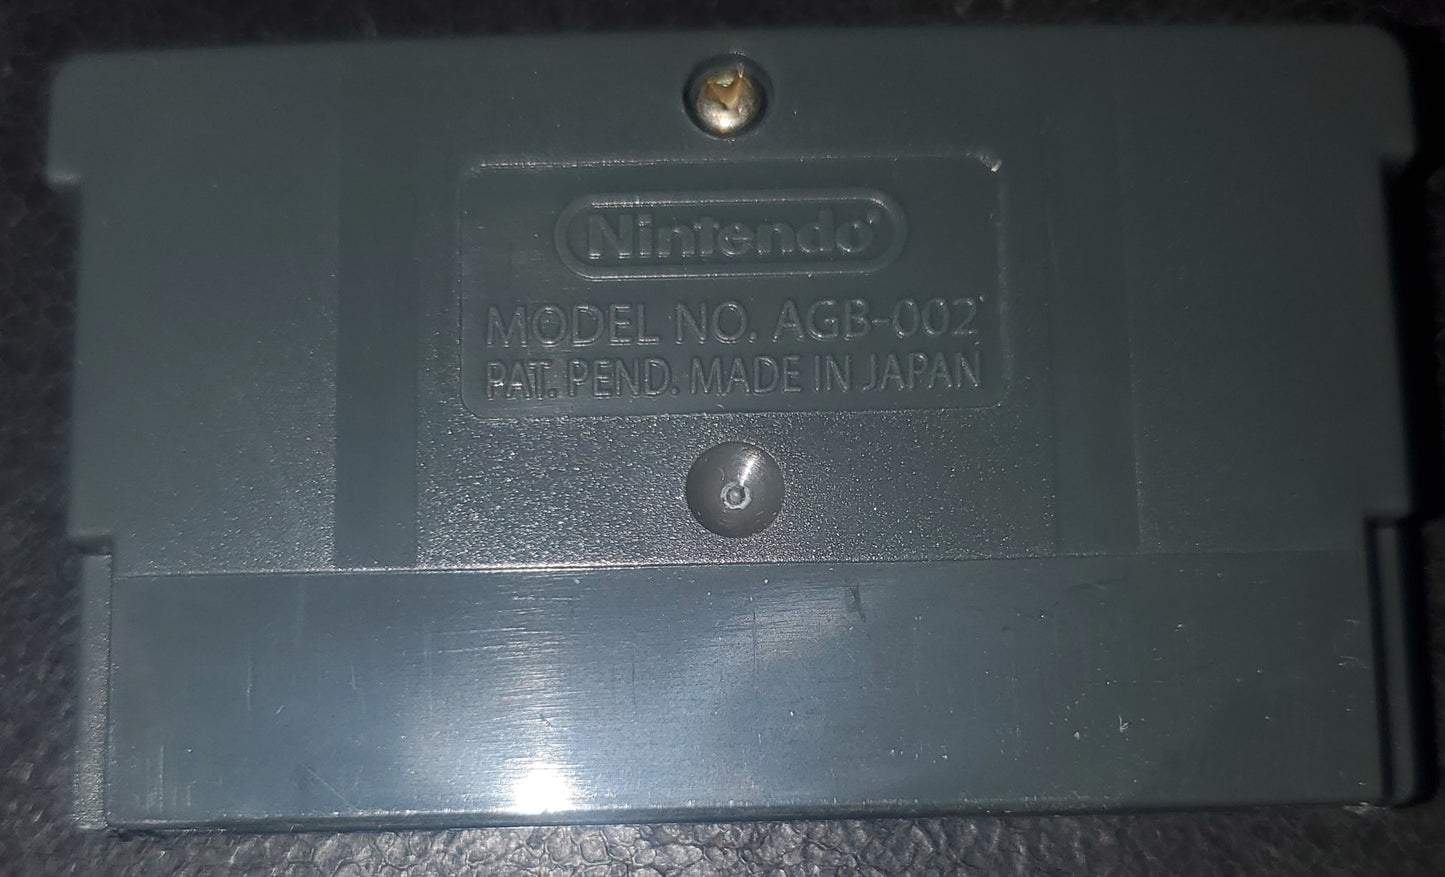 Nintendo
MODEL NO. AGB-002
PAT. PEND. MADE IN JAPAN